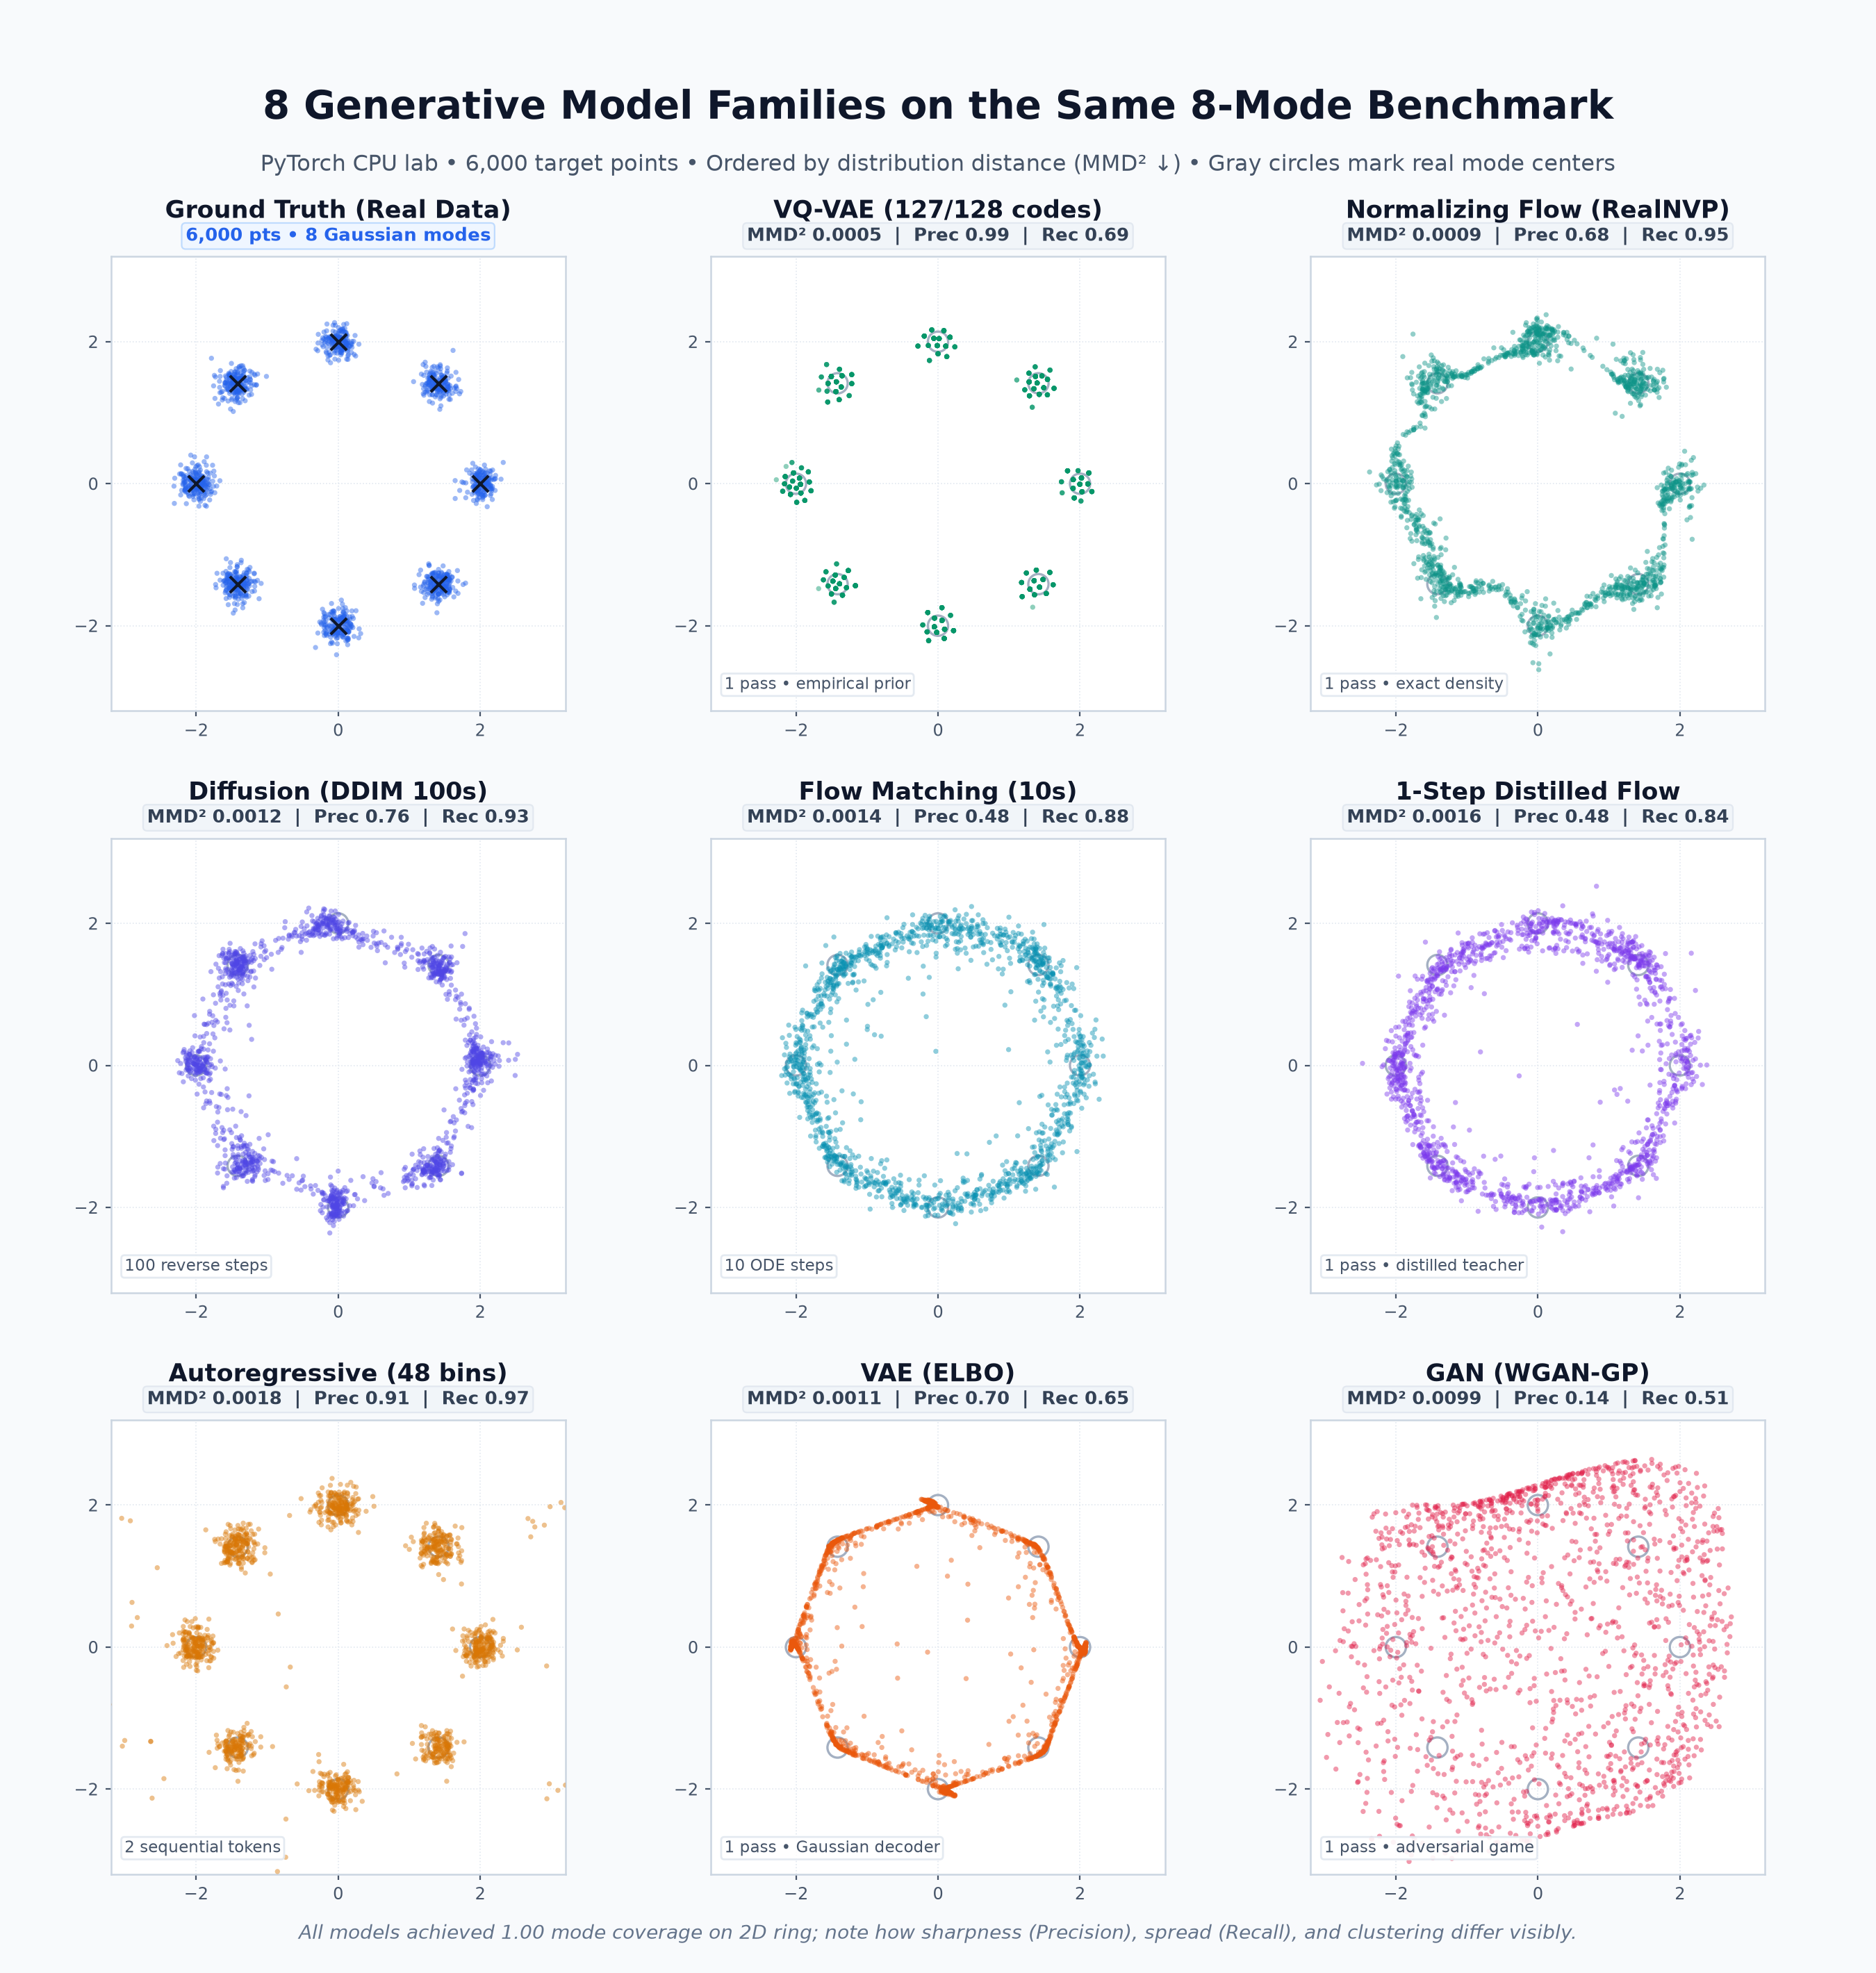 8 Generative Model Families on the Same 8-Mode Benchmark
PyTorch CPU lab • 6,000 target points • Ordered by distribution distance (MMD² ↓) • Gray circles mark real mode centers
Ground Truth (Real Data)
6,000 pts • 8 Gaussian modes
2
0
−2
−2 0 2
VQ-VAE (127/128 codes)
MMD² 0.0005 | Prec 0.99 | Rec 0.69
2
0
−2
1 pass • empirical prior
−2 0 2
Normalizing Flow (RealNVP)
MMD² 0.0009 | Prec 0.68 | Rec 0.95
2
0
−2
1 pass • exact density
−2 0 2
Diffusion (DDIM 100s)
MMD² 0.0012 | Prec 0.76 | Rec 0.93
2
0
−2
100 reverse steps
−2 0 2
Flow Matching (10s)
MMD² 0.0014 | Prec 0.48 | Rec 0.88
2
0
−2
10 ODE steps
−2 0 2
1-Step Distilled Flow
MMD² 0.0016 | Prec 0.48 | Rec 0.84
2
0
−2
1 pass • distilled teacher
−2 0 2
Autoregressive (48 bins)
MMD² 0.0018 | Prec 0.91 | Rec 0.97
2
0
−2
2 sequential tokens
−2 0 2
VAE (ELBO)
MMD² 0.0011 | Prec 0.70 | Rec 0.65
2
0
−2
1 pass • Gaussian decoder
−2 0 2
GAN (WGAN-GP)
MMD² 0.0099 | Prec 0.14 | Rec 0.51
2
0
−2
1 pass • adversarial game
−2 0 2
All models achieved 1.00 mode coverage on 2D ring; note how sharpness (Precision), spread (Recall), and clustering differ visibly.